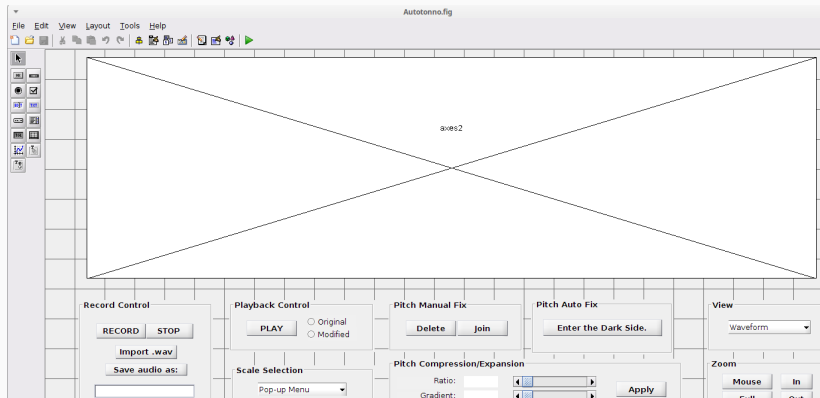 Autotonno.fig
File Edit View Layout Tools Help
axes2
Record Control
RECORD STOP
Import .wav
Save audio as:
Playback Control
PLAY
Original
Modified
Scale Selection
Pop-up Menu
Pitch Manual Fix
Delete Join
Pitch Auto Fix
Enter the Dark Side.
Pitch Compression/Expansion
Ratio:
Gradient:
Apply
View
Waveform
Zoom
Mouse In
Full Out